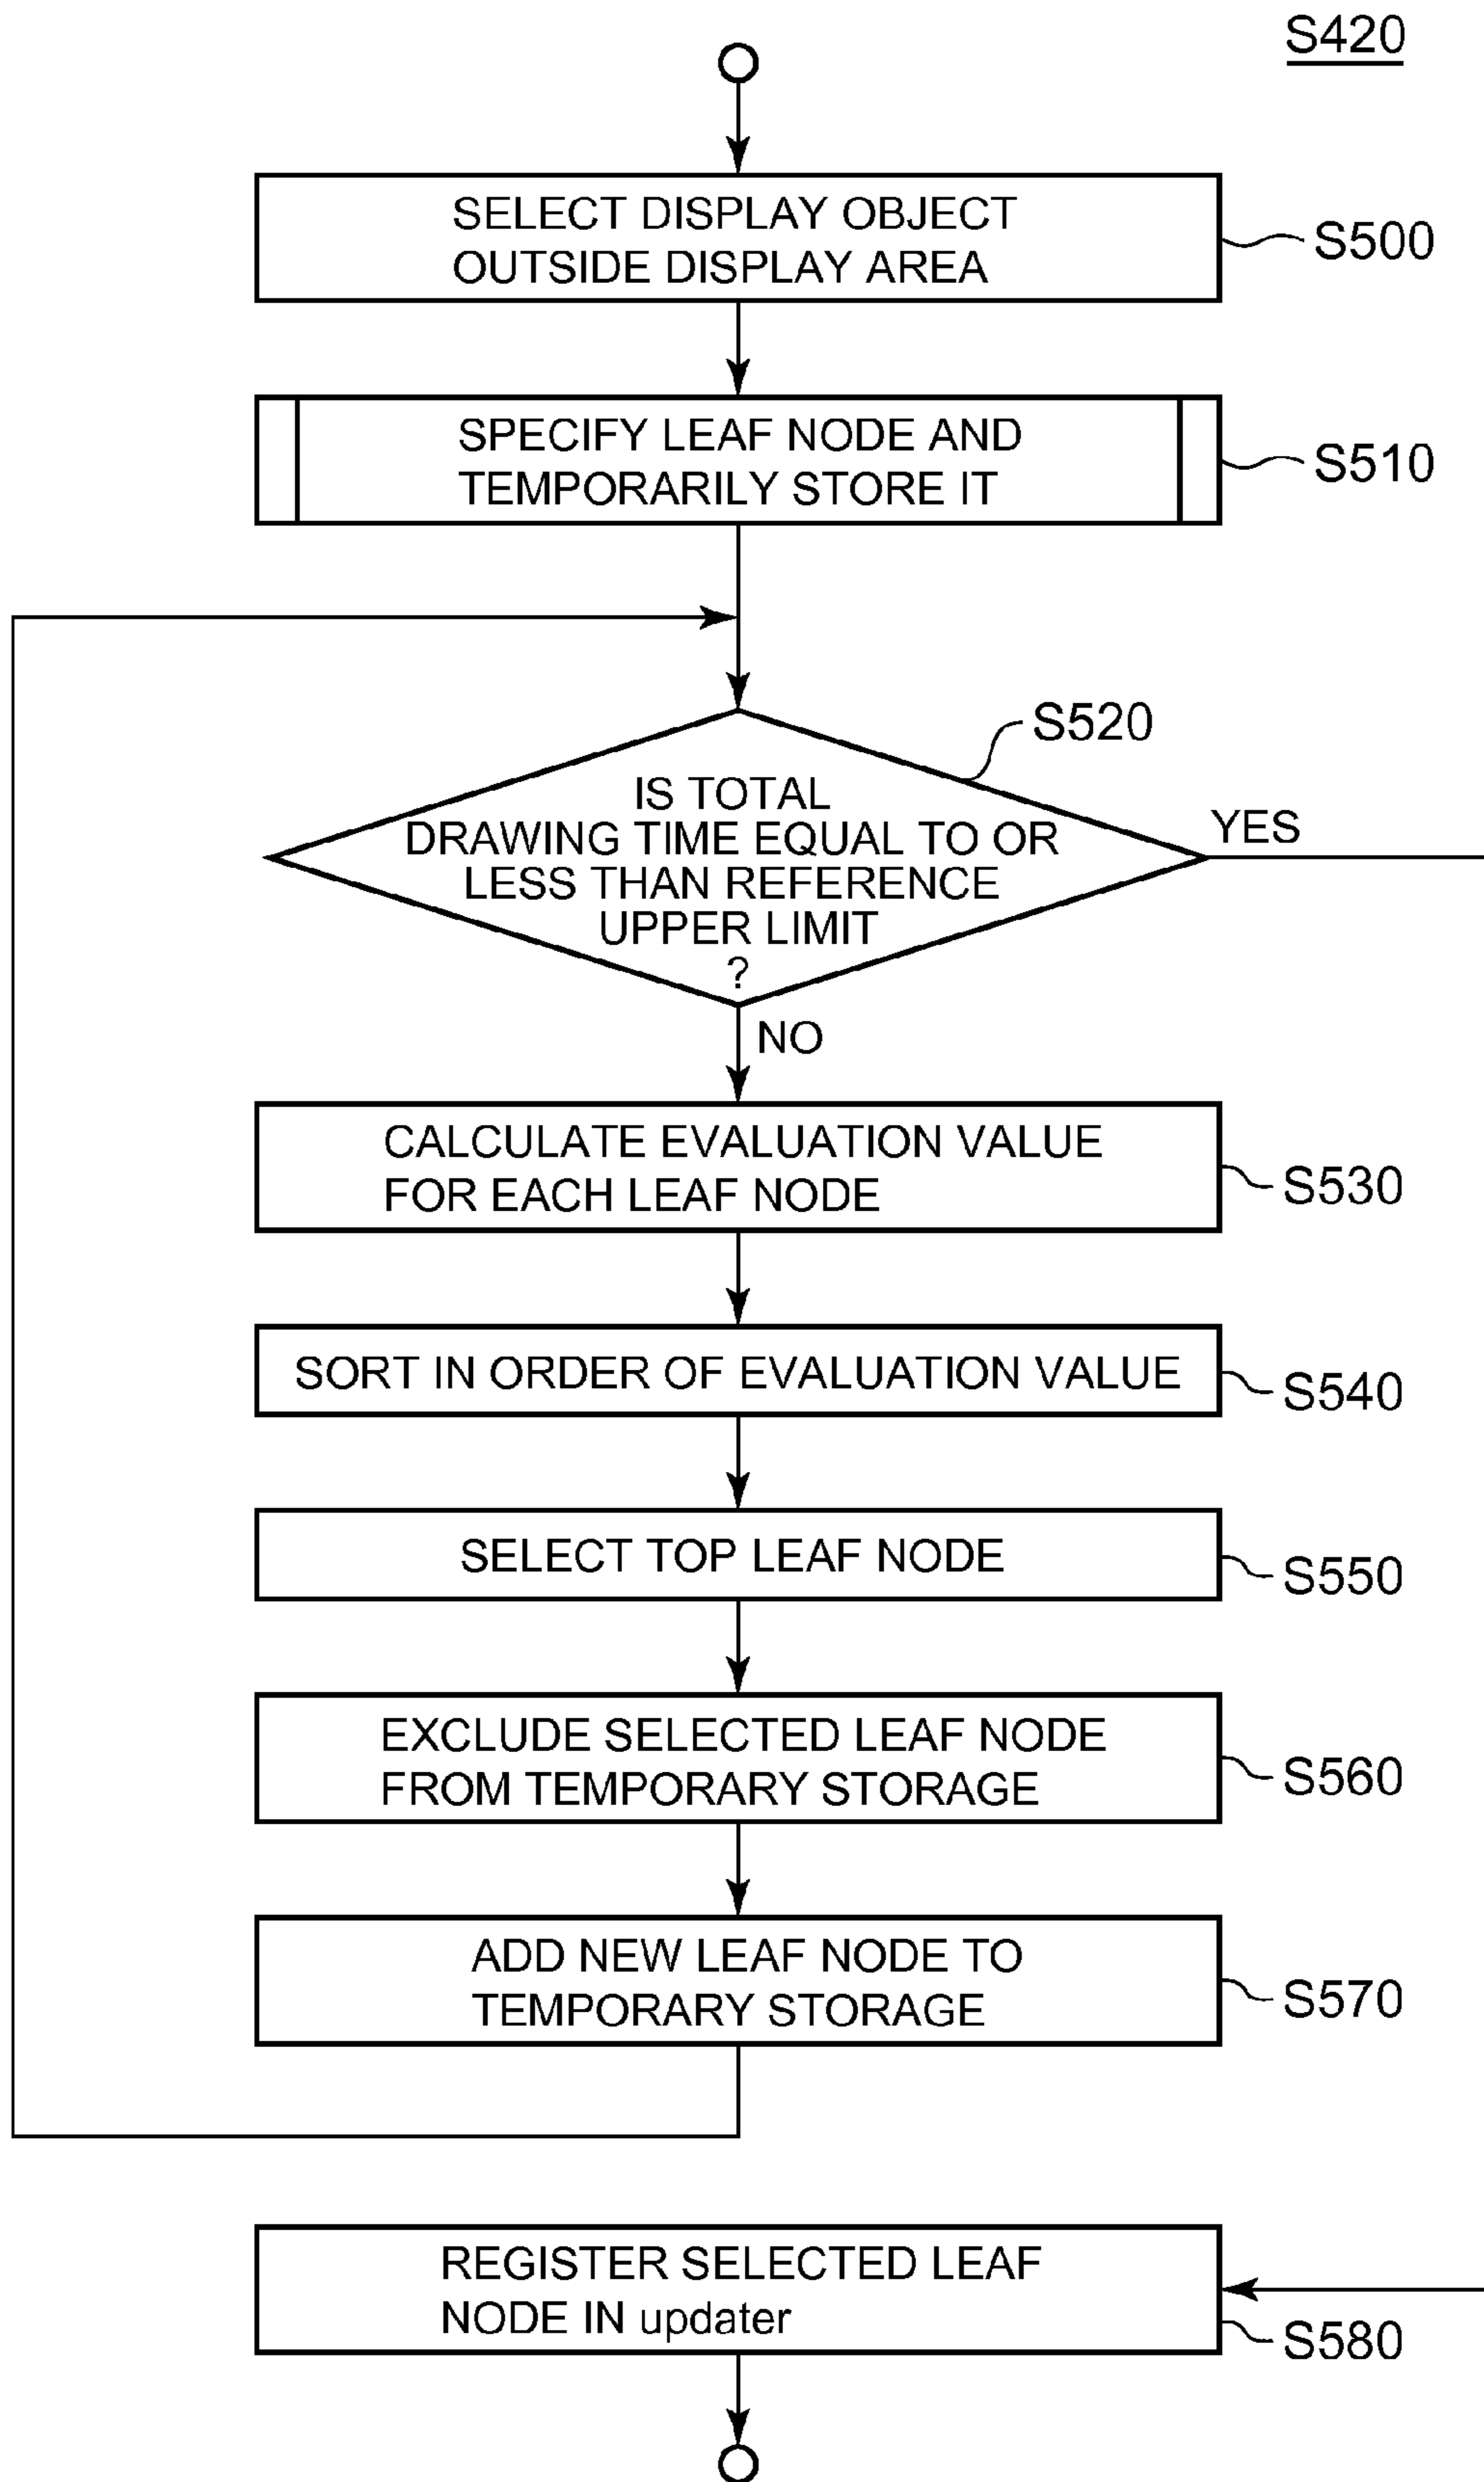 S420
SELECT DISPLAY OBJECT
OUTSIDE DISPLAY AREA
S500
SPECIFY LEAF NODE AND
TEMPORARILY STORE IT
S510
S520
IS TOTAL
DRAWING TIME EQUAL TO OR
LESS THAN REFERENCE
UPPER LIMIT
?
YES
NO
CALCULATE EVALUATION VALUE
FOR EACH LEAF NODE
S530
SORT IN ORDER OF EVALUATION VALUE
S540
SELECT TOP LEAF NODE
S550
EXCLUDE SELECTED LEAF NODE
FROM TEMPORARY STORAGE
S560
ADD NEW LEAF NODE TO
TEMPORARY STORAGE
S570
REGISTER SELECTED LEAF
NODE IN updater
S580